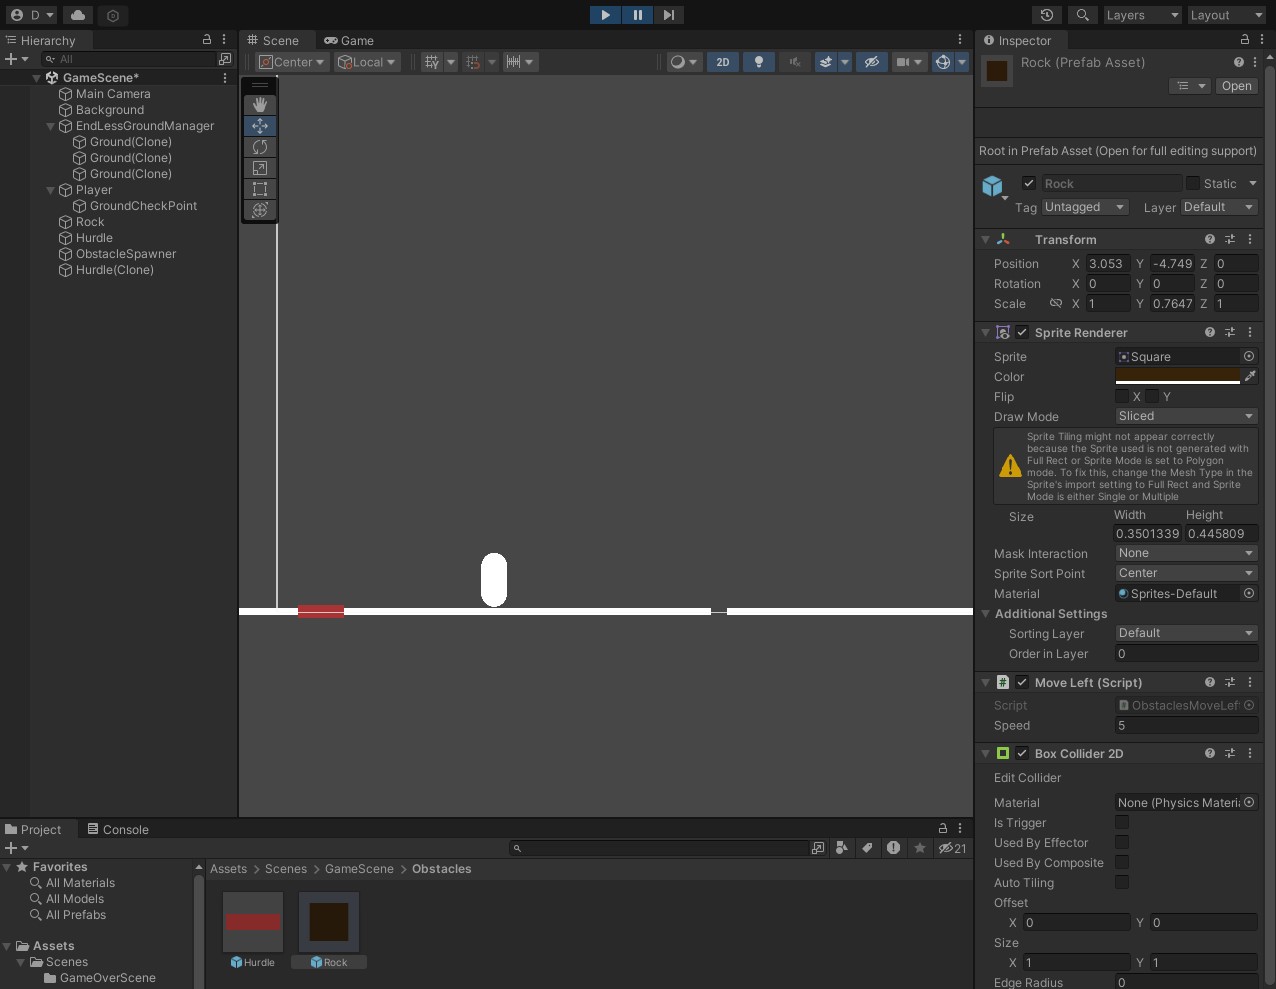 D
Layers
Layout
Hierarchy
Scene
Game
Inspector
All
Center
Local
2D
Rock (Prefab Asset)
Open
GameScene*
Main Camera
Background
EndLessGroundManager
Ground(Clone)
Ground(Clone)
Ground(Clone)
Player
GroundCheckPoint
Rock
Hurdle
ObstacleSpawner
Hurdle(Clone)
Root in Prefab Asset (Open for full editing support)
Rock
Static
Tag Untagged Layer Default
Transform
Position X 3.053 Y -4.749 Z 0
Rotation X 0 Y 0 Z 0
Scale X 1 Y 0.7647 Z 1
Sprite Renderer
Sprite Square
Color
Flip X Y
Draw Mode Sliced
Sprite Tiling might not appear correctly
because the Sprite used is not generated with
Full Rect or Sprite Mode is set to Polygon
mode. To fix this, change the Mesh Type in the
Sprite's import setting to Full Rect and Sprite
Mode is either Single or Multiple
Width Height
Size
0.3501339 0.445809
Mask Interaction None
Sprite Sort Point Center
Material Sprites-Default
Additional Settings
Sorting Layer Default
Order in Layer 0
Move Left (Script)
Script ObstaclesMoveLef
Speed 5
Box Collider 2D
Edit Collider
Material None (Physics Materi
Is Trigger
Used By Effector
Used By Composite
Auto Tiling
Offset
X 0 Y 0
Size
X 1 Y 1
Edge Radius 0
Project
Console
21
Favorites
All Materials
All Models
All Prefabs
Assets
Scenes
GameOverScene
Assets > Scenes > GameScene > Obstacles
Hurdle
Rock